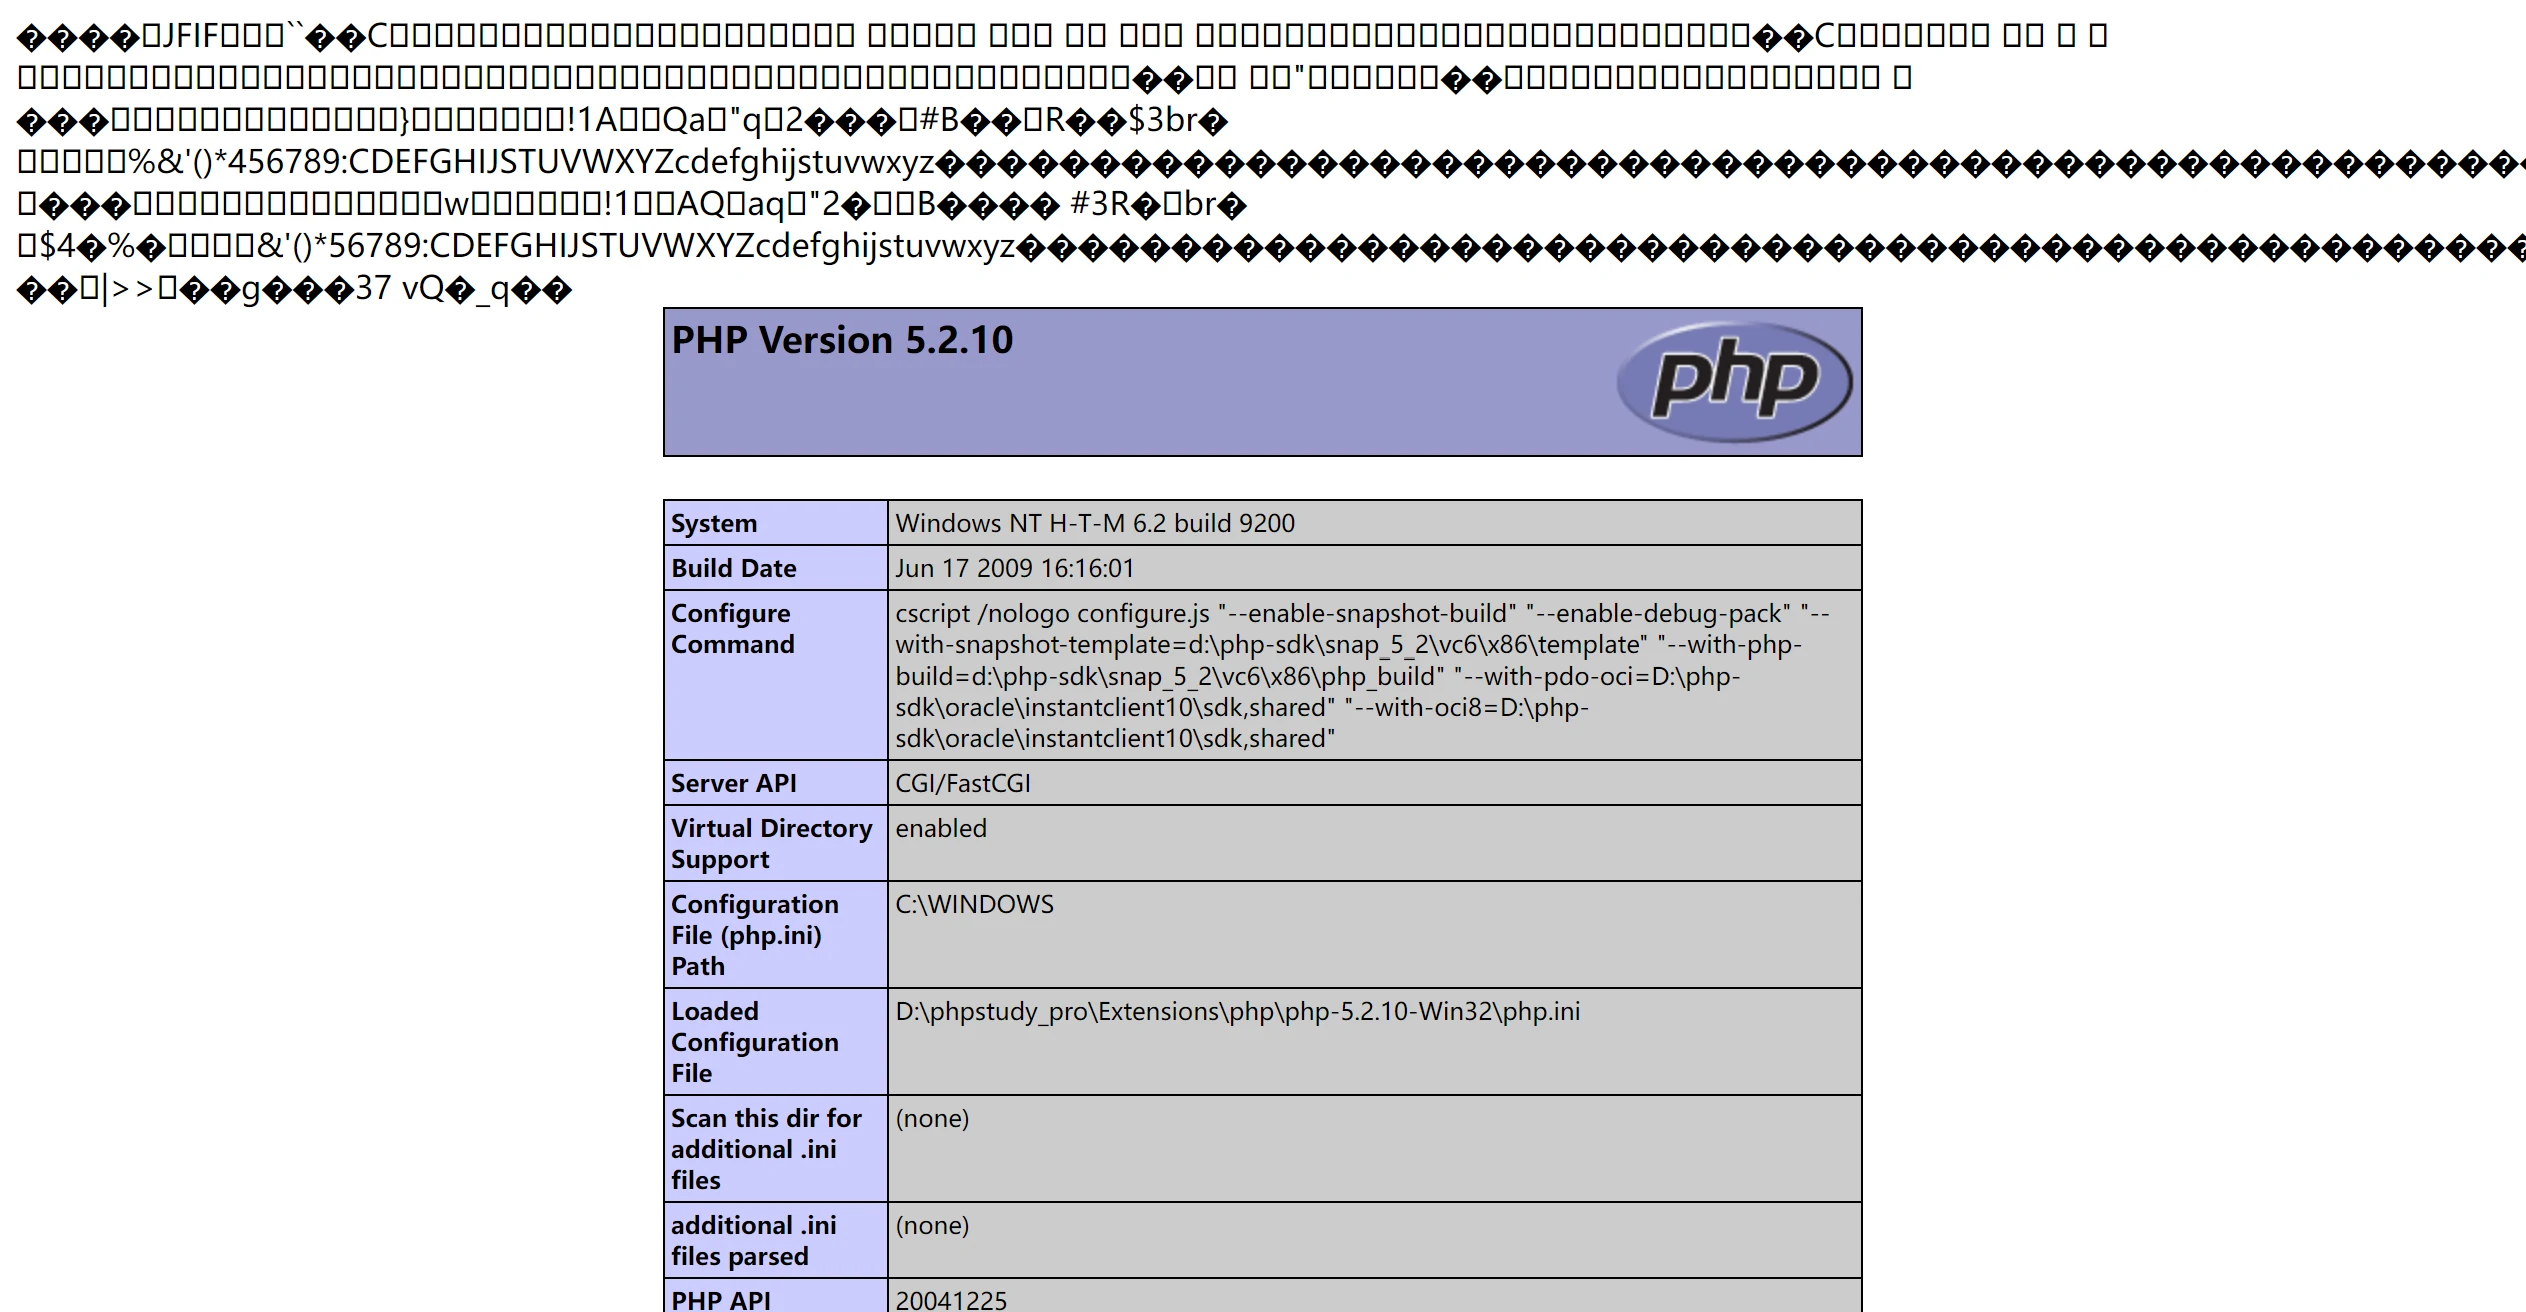 ����□JFIF□□□``��C□□□□□□□□□□□□□□□□□□□□□ □□□□□ □□□ □□ □□□ □□□□□□□□□□□□□□□□□□□□□□□□□��C□□□□□□□ □□ □ □
��□□ □□"□□□□□□��□□□□□□□□□□□□□□□□□ □
���□□□□□□□□□□□□□}□□□□□□□!1A□□Qa□"q□2���□#B��□R��$3br�
□□□□□%&'()*456789:CDEFGHIJSTUVWXYZcdefghijstuvwxyz
□���□□□□□□□□□□□□□□w□□□□□□!1□□AQ□aq□"2�□□B���� #3R�□br�
□$4�%�□□□□&'()*56789:CDEFGHIJSTUVWXYZcdefghijstuvwxyz
��□|>>□��g���37 vQ�_q��
PHP Version 5.2.10
php
System Windows NT H-T-M 6.2 build 9200
Build Date Jun 17 2009 16:16:01
Configure Command cscript /nologo configure.js "--enable-snapshot-build" "--enable-debug-pack" "--
with-snapshot-template=d:\php-sdk\snap_5_2\vc6\x86\template" "--with-php-
build=d:\php-sdk\snap_5_2\vc6\x86\php_build" "--with-pdo-oci=D:\php-
sdk\oracle\instantclient10\sdk,shared" "--with-oci8=D:\php-
sdk\oracle\instantclient10\sdk,shared"
Server API CGI/FastCGI
Virtual Directory
Support enabled
Configuration
File (php.ini)
Path C:\WINDOWS
Loaded
Configuration
File D:\phpstudy_pro\Extensions\php\php-5.2.10-Win32\php.ini
Scan this dir for
additional .ini
files (none)
additional .ini
files parsed (none)
PHP API 20041225